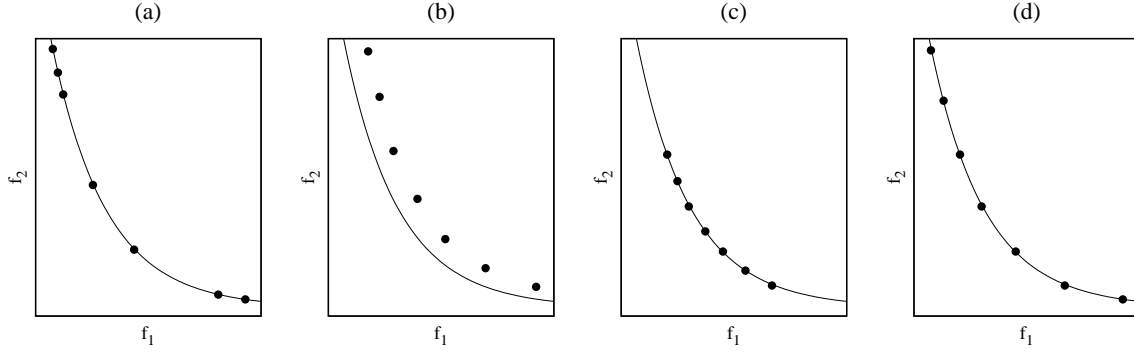 (a) (b) (c) (d)
f₂ f₂ f₂ f₂
f₁ f₁ f₁ f₁